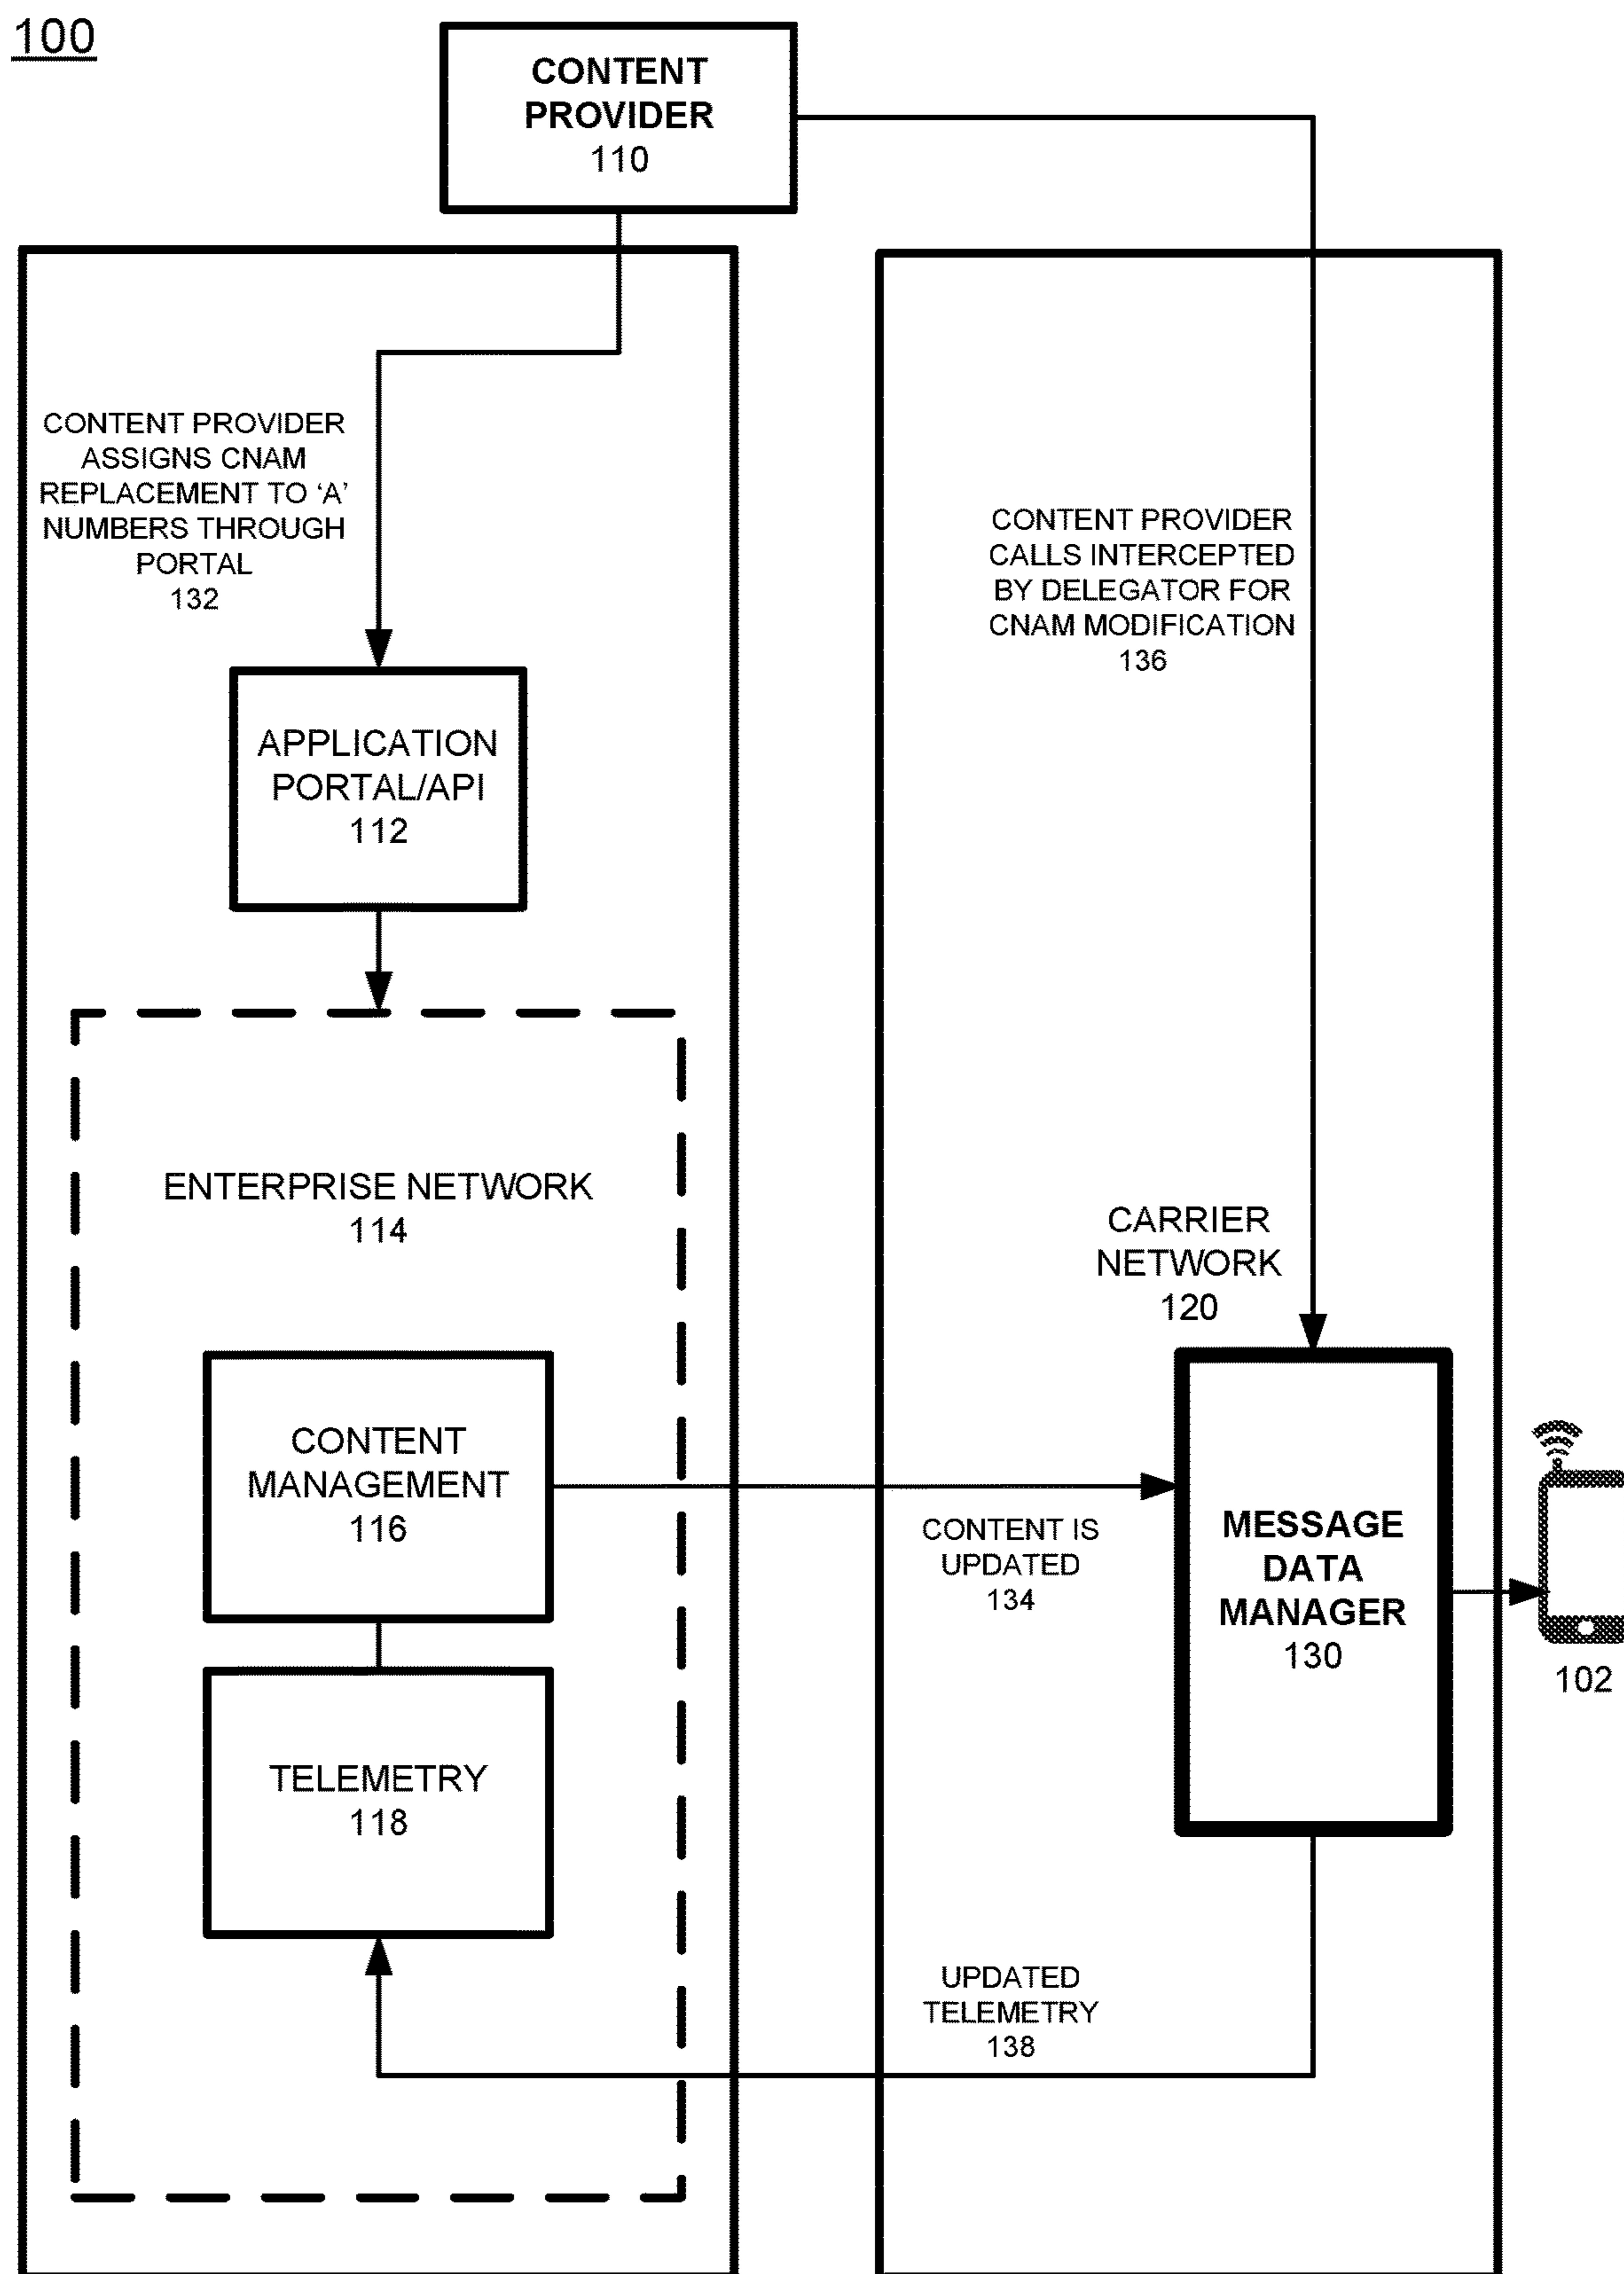 100
CONTENT
PROVIDER
110
CONTENT PROVIDER
ASSIGNS CNAM
REPLACEMENT TO ‘A’
NUMBERS THROUGH
PORTAL
132
CONTENT PROVIDER
CALLS INTERCEPTED
BY DELEGATOR FOR
CNAM MODIFICATION
136
APPLICATION
PORTAL/API
112
ENTERPRISE NETWORK
114
CARRIER
NETWORK
120
CONTENT
MANAGEMENT
116
CONTENT IS
UPDATED
134
MESSAGE
DATA
MANAGER
130
102
TELEMETRY
118
UPDATED
TELEMETRY
138